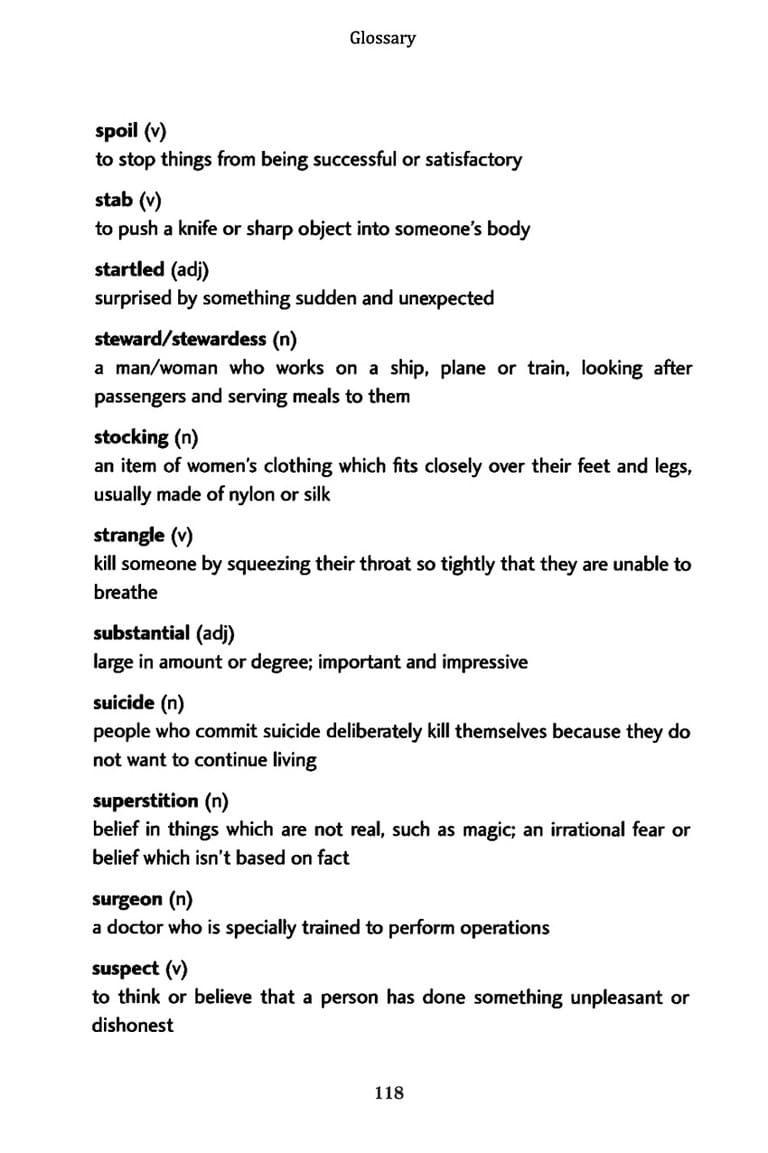 Glossary
spoil (v)
to stop things from being successful or satisfactory
stab (v)
to push a knife or sharp object into someone's body
startled (adj)
surprised by something sudden and unexpected
steward/stewardess (n)
a man/woman who works on a ship, plane or train, looking after
passengers and serving meals to them
stocking (n)
an item of women's clothing which fits closely over their feet and legs,
usually made of nylon or silk
strangle (v)
kill someone by squeezing their throat so tightly that they are unable to
breathe
substantial (adj)
large in amount or degree; important and impressive
suicide (n)
people who commit suicide deliberately kill themselves because they do
not want to continue living
superstition (n)
belief in things which are not real, such as magic; an irrational fear or
belief which isn't based on fact
surgeon (n)
a doctor who is specially trained to perform operations
suspect (v)
to think or believe that a person has done something unpleasant or
dishonest
118